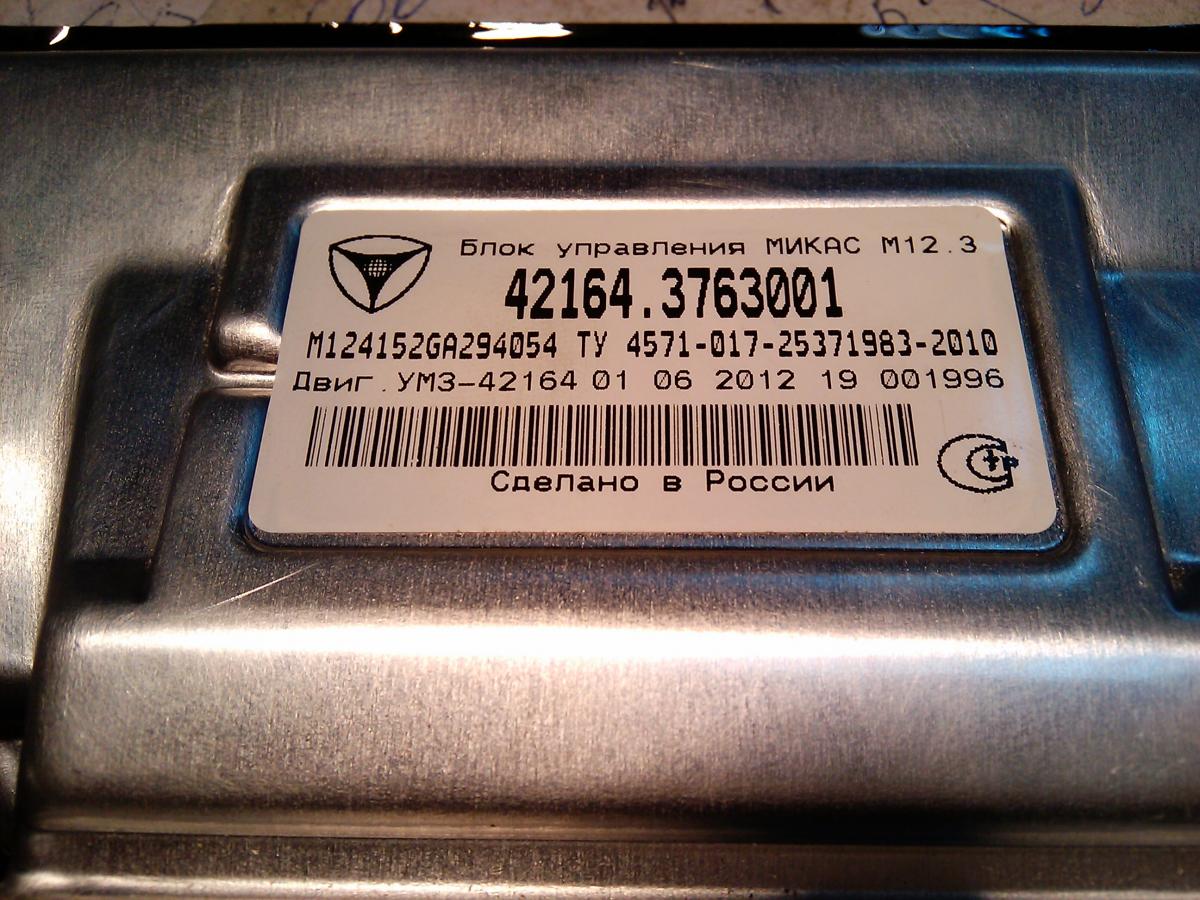 Блок управления МИКАС М12.3
42164.3763001
M124152GA294054 ТУ 4571-017-25371983-2010
Двиг. УМЗ-42164 01 06 2012 19 001996
Сделано в России